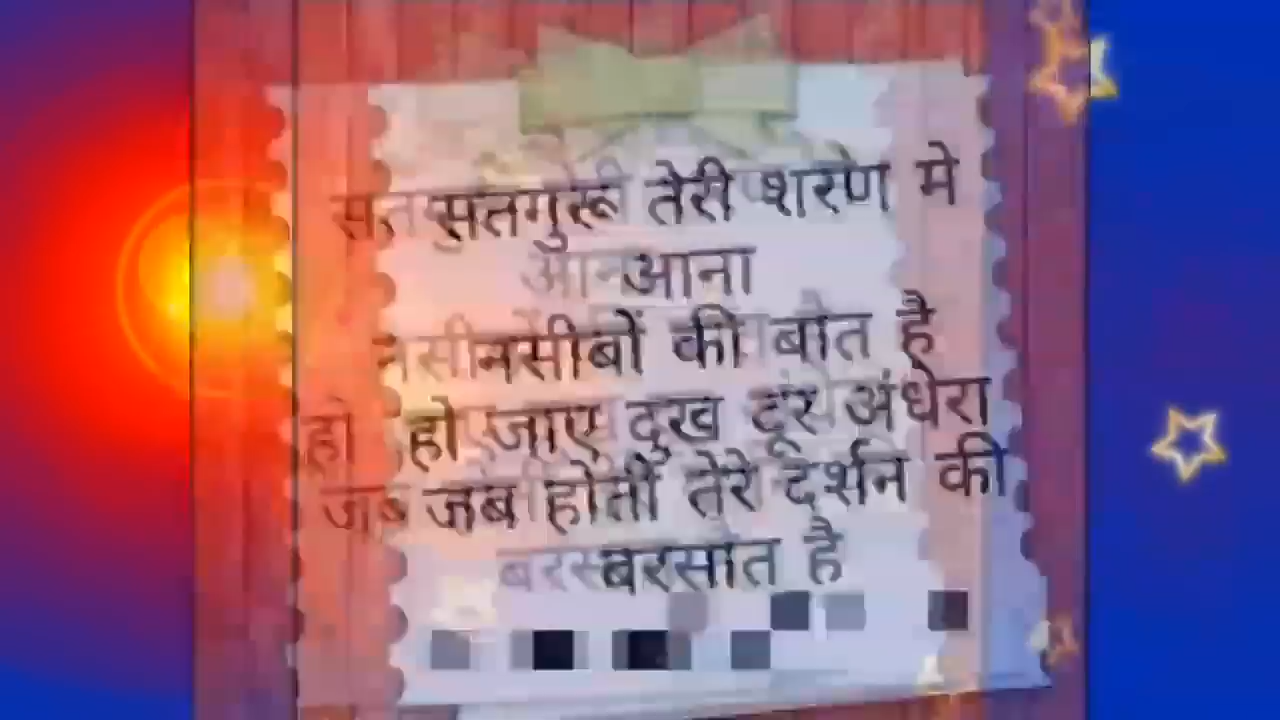 सतगुरू तेरी शरण मे
आना
नसीबों की बात है
हो जाए दुख दूर अंधेरा
जब होती तेरे दर्शन की
बरसात है